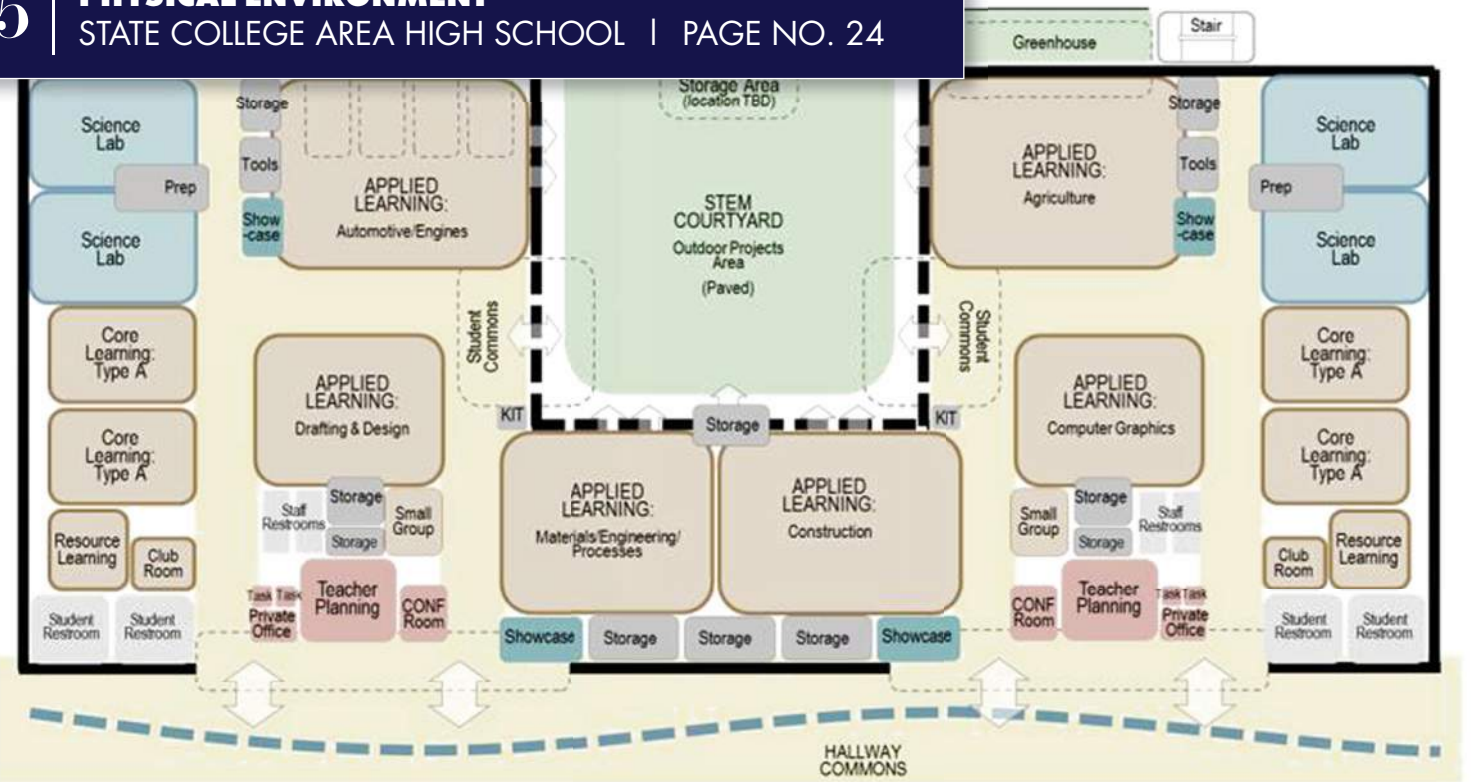 5
PHYSICAL ENVIRONMENT
STATE COLLEGE AREA HIGH SCHOOL | PAGE NO. 24
Greenhouse
Stair
Science
Lab
Storage
Storage Area
(location TBD)
Storage
Science
Lab
Prep
Tools
APPLIED
LEARNING:
Automotive/Engines
STEM
COURTYARD
Outdoor Projects
Area
(Paved)
APPLIED
LEARNING:
Agriculture
Tools
Prep
Science
Lab
Show
-case
Show
-case
Science
Lab
Core
Learning:
Type A
Student
Commons
Student
Commons
Core
Learning:
Type A
APPLIED
LEARNING:
Drafting & Design
KIT
Storage
KIT
APPLIED
LEARNING:
Computer Graphics
Core
Learning:
Type A
Core
Learning:
Type A
APPLIED
LEARNING:
Materials/Engineering/
Processes
APPLIED
LEARNING:
Construction
Staff
Restrooms
Storage
Storage
Small
Group
Small
Group
Storage
Storage
Staff
Restrooms
Resource
Learning
Club
Room
Club
Room
Resource
Learning
Task Task
Private
Office
Teacher
Planning
CONF
Room
CONF
Room
Teacher
Planning
Task Task
Private
Office
Student
Restroom
Student
Restroom
Showcase
Storage
Storage
Storage
Showcase
Student
Restroom
Student
Restroom
HALLWAY
COMMONS